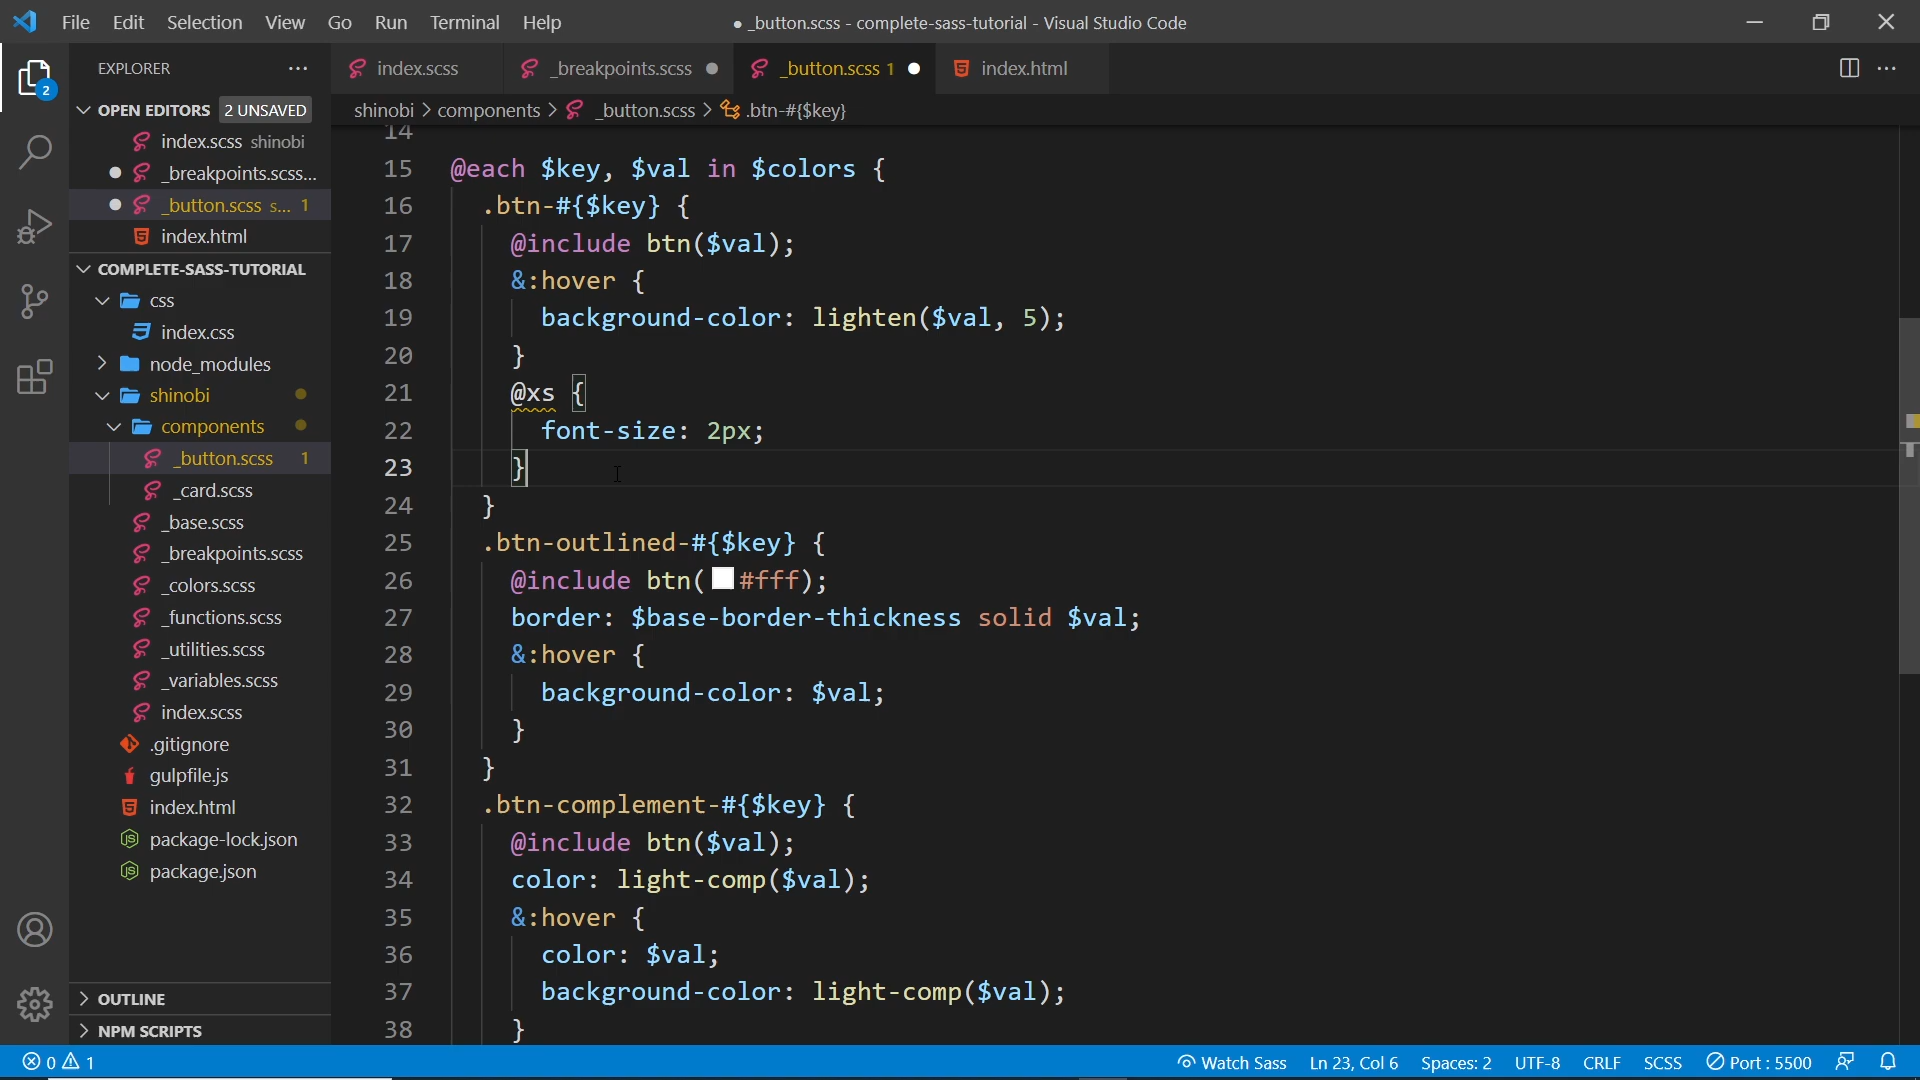 File Edit Selection View Go Run Terminal Help
● _button.scss - complete-sass-tutorial - Visual Studio Code
2
EXPLORER
index.scss
_breakpoints.scss
_button.scss 1
index.html
OPEN EDITORS 2 UNSAVED
index.scss shinobi
_breakpoints.scss...
_button.scss s... 1
index.html
COMPLETE-SASS-TUTORIAL
css
index.css
node_modules
shinobi
components
_button.scss 1
_card.scss
_base.scss
_breakpoints.scss
_colors.scss
_functions.scss
_utilities.scss
_variables.scss
index.scss
.gitignore
gulpfile.js
index.html
package-lock.json
package.json
OUTLINE
NPM SCRIPTS
shinobi > components > _button.scss > .btn-#{$key}
14
15 @each $key, $val in $colors {
16 .btn-#{$key} {
17 @include btn($val);
18 &:hover {
19 background-color: lighten($val, 5);
20 }
21 @xs {
22 font-size: 2px;
23 }
24 }
25 .btn-outlined-#{$key} {
26 @include btn(#fff);
27 border: $base-border-thickness solid $val;
28 &:hover {
29 background-color: $val;
30 }
31 }
32 .btn-complement-#{$key} {
33 @include btn($val);
34 color: light-comp($val);
35 &:hover {
36 color: $val;
37 background-color: light-comp($val);
38 }
0 1 Watch Sass Ln 23, Col 6 Spaces: 2 UTF-8 CRLF SCSS Port : 5500